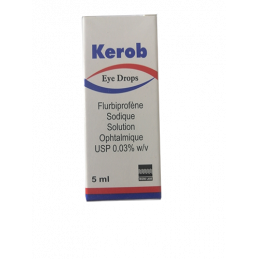 Kerob
Eye Drops
Flurbiprofène
Sodique
Solution
Ophtalmique
USP 0.03% w/v
5 ml